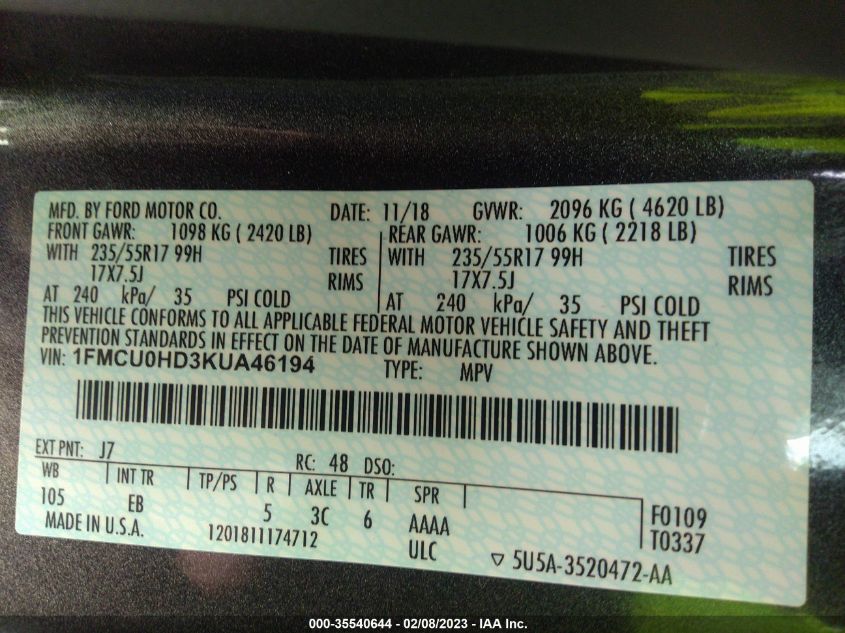 MFD. BY FORD MOTOR CO. DATE: 11/18 GVWR: 2096 KG ( 4620 LB)
FRONT GAWR: 1098 KG ( 2420 LB) REAR GAWR: 1006 KG ( 2218 LB)
WITH 235/55R17 99H TIRES WITH 235/55R17 99H TIRES
17X7.5J RIMS 17X7.5J RIMS
AT 240 kPa/ 35 PSI COLD AT 240 kPa/ 35 PSI COLD
THIS VEHICLE CONFORMS TO ALL APPLICABLE FEDERAL MOTOR VEHICLE SAFETY AND THEFT
PREVENTION STANDARDS IN EFFECT ON THE DATE OF MANUFACTURE SHOWN ABOVE.
VIN: 1FMCU0HD3KUA46194 TYPE: MPV
EXT PNT: J7 RC: 48 DSO:
WB INT TR TP/PS R AXLE TR SPR
105 EB 5 3C 6 AAAA F0109
MADE IN U.S.A. 1201811174712 ULC T0337
▽ 5U5A-3520472-AA
000-35540644 — 02/08/2023 — IAA Inc.